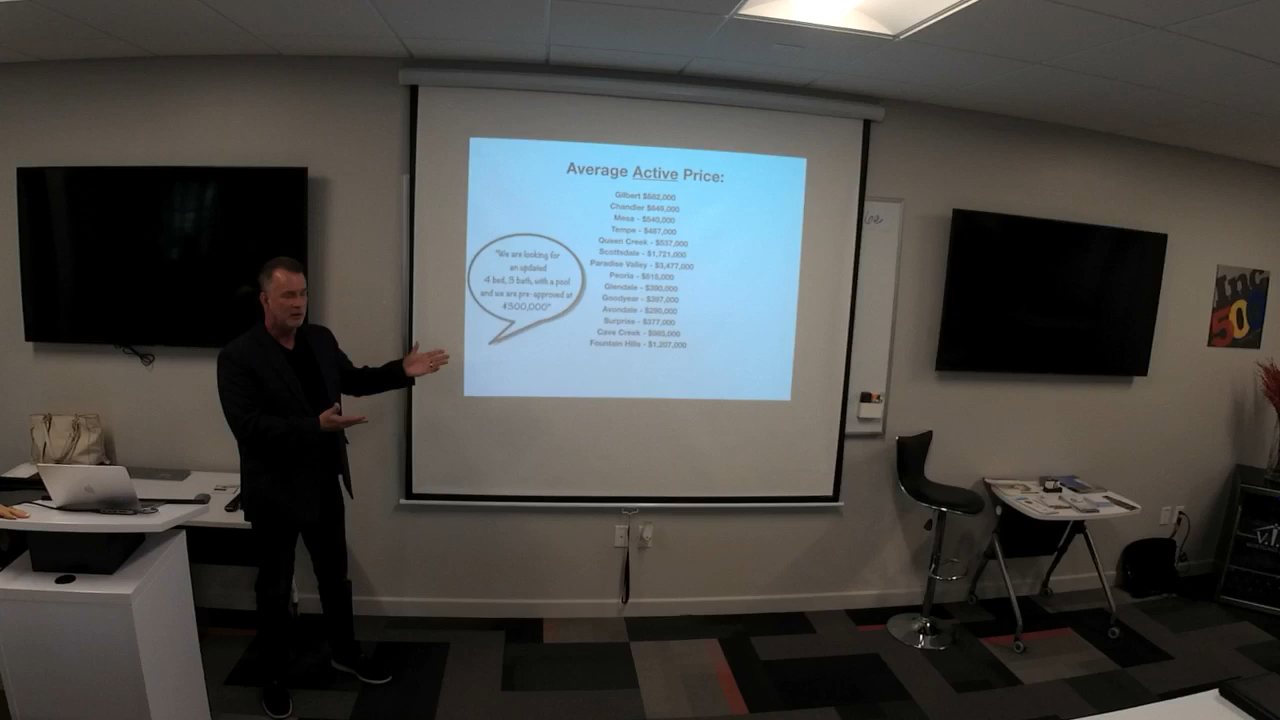 Average Active Price:
Gilbert $582,000
Chandler $648,000
Mesa - $540,000
Tempe - $487,000
Queen Creek - $537,000
Scottsdale - $1,721,000
Paradise Valley - $3,477,000
Peoria - $515,000
Glendale - $390,000
Goodyear - $397,000
Avondale - $290,000
Surprise - $377,000
Cave Creek - $985,000
Fountain Hills - $1,207,000
"We are looking for
an updated
4 bed, 3 bath, with a pool
and we are pre-approved at
$500,000"
Inc
500